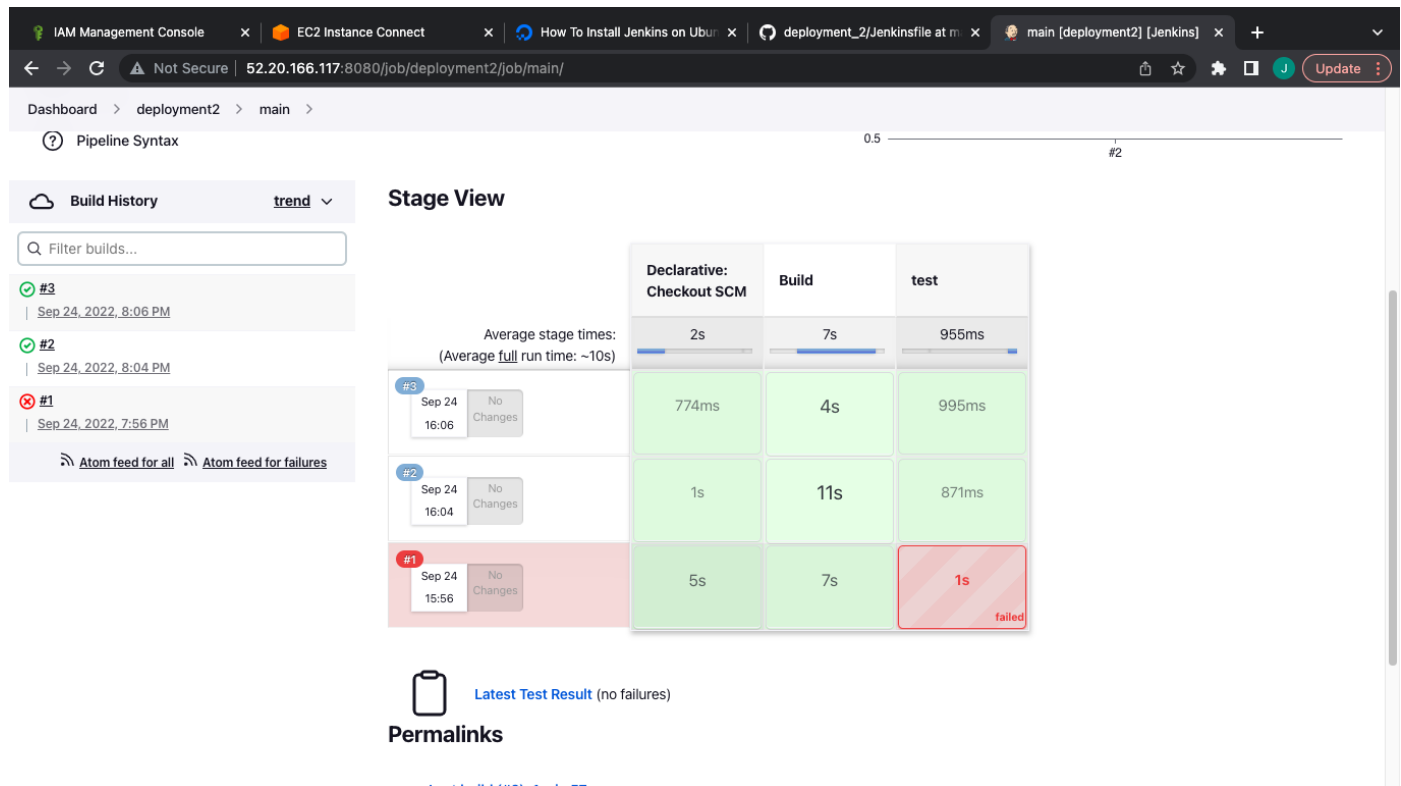 IAM Management Console
EC2 Instance Connect
How To Install Jenkins on Ubun
deployment_2/Jenkinsfile at m
main [deployment2] [Jenkins]
Not Secure
52.20.166.117:8080/job/deployment2/job/main/
J
Update
Dashboard > deployment2 > main >
Pipeline Syntax
0.5
#2
Build History
trend
Filter builds...
#3
Sep 24, 2022, 8:06 PM
#2
Sep 24, 2022, 8:04 PM
#1
Sep 24, 2022, 7:56 PM
Atom feed for all
Atom feed for failures
Stage View
Declarative:
Checkout SCM
Build
test
Average stage times:
(Average full run time: ~10s)
2s
7s
955ms
#3
Sep 24
16:06
No
Changes
774ms
4s
995ms
#2
Sep 24
16:04
No
Changes
1s
11s
871ms
#1
Sep 24
15:56
No
Changes
5s
7s
1s
failed
Latest Test Result (no failures)
Permalinks